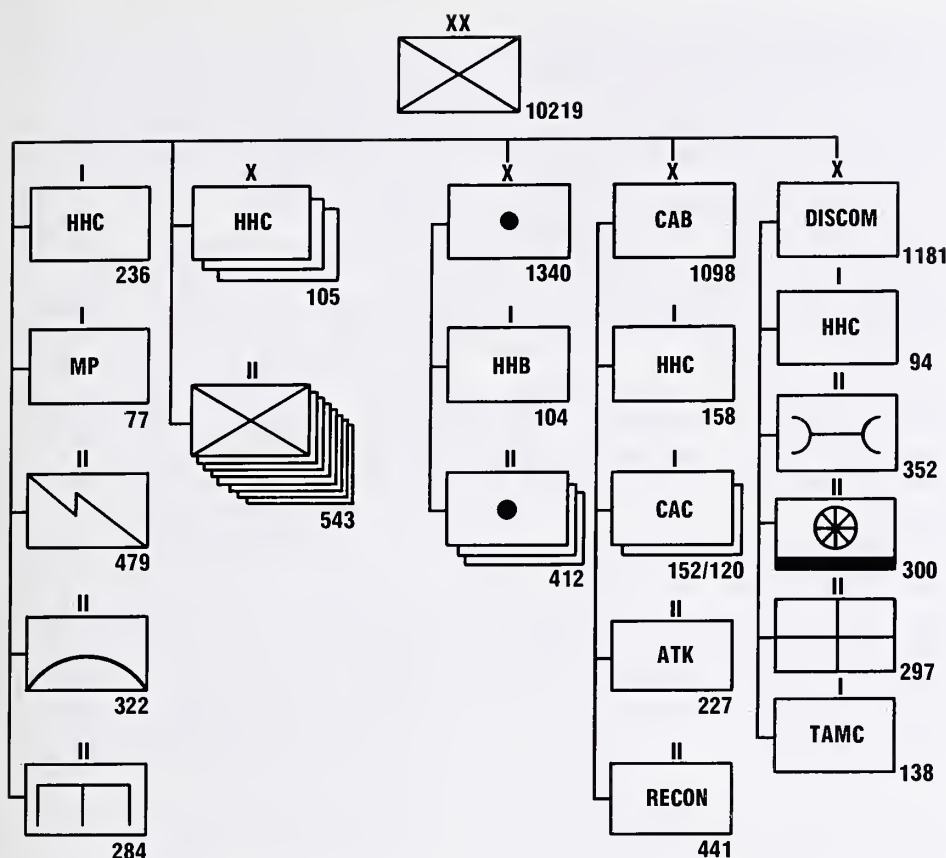 XX
10219
I
HHC
236
I
MP
77
II
479
II
322
II
284
X
HHC
105
II
543
X
1340
I
HHB
104
II
412
X
CAB
1098
I
HHC
158
I
CAC
152/120
II
ATK
227
II
RECON
441
X
DISCOM
1181
I
HHC
94
II
352
II
300
II
297
I
TAMC
138